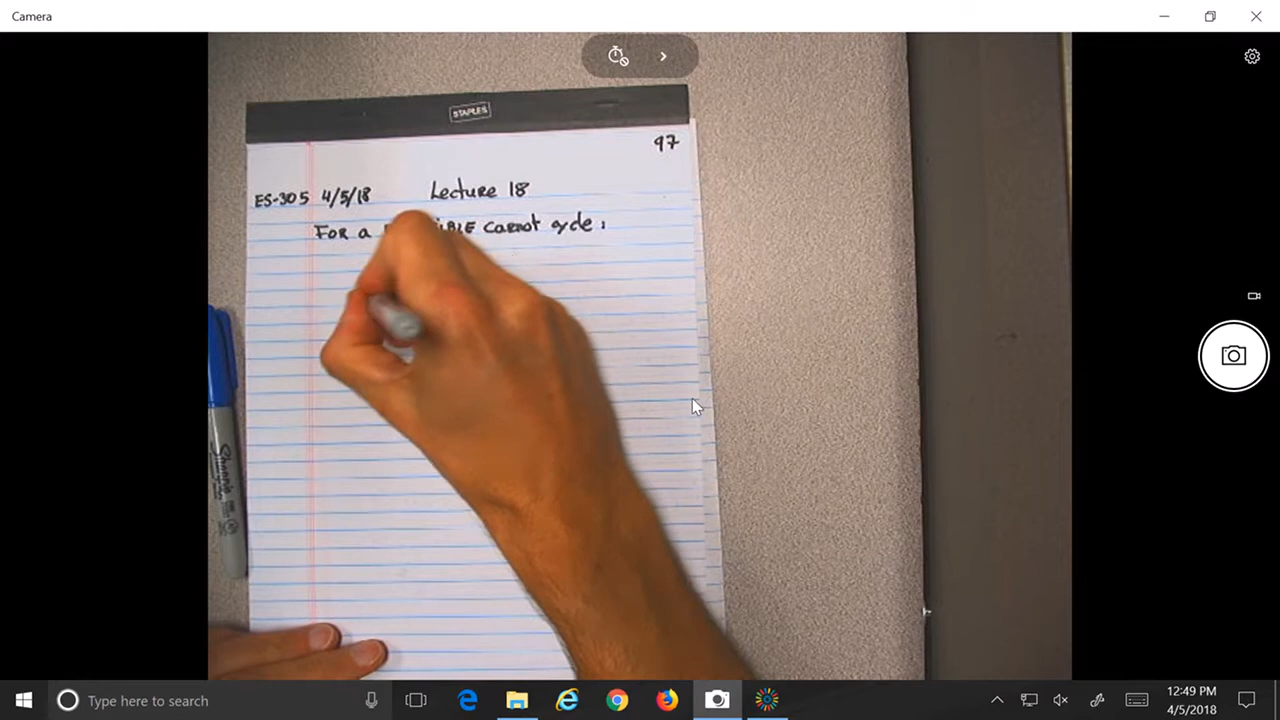 Camera
STAPLES
97
ES-305 4/5/18 Lecture 18
For a CARNOT cycle :
Sharpie
Type here to search
12:49 PM
4/5/2018